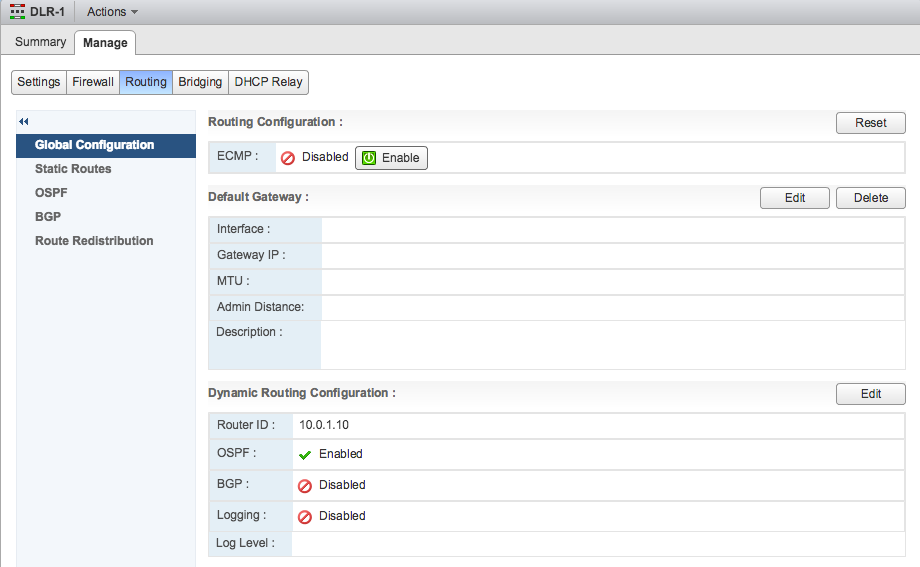 DLR-1 Actions
Summary Manage
Settings Firewall Routing Bridging DHCP Relay
Global Configuration
Static Routes
OSPF
BGP
Route Redistribution
Routing Configuration : Reset
ECMP : Disabled Enable
Default Gateway : Edit Delete
Interface :
Gateway IP :
MTU :
Admin Distance:
Description :
Dynamic Routing Configuration : Edit
Router ID : 10.0.1.10
OSPF : Enabled
BGP : Disabled
Logging : Disabled
Log Level :